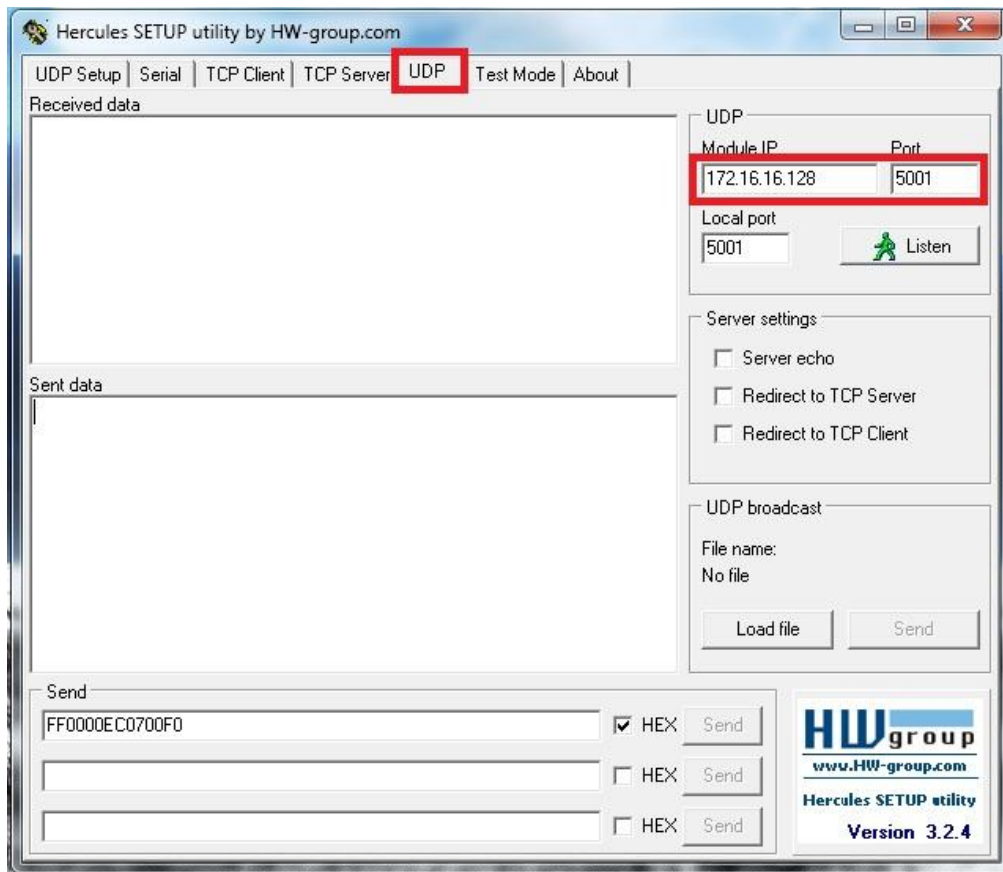 Hercules SETUP utility by HW-group.com
UDP Setup Serial TCP Client TCP Server UDP Test Mode About
Received data
Sent data
UDP
Module IP Port
172.16.16.128 5001
Local port
5001 Listen
Server settings
Server echo
Redirect to TCP Server
Redirect to TCP Client
UDP broadcast
File name:
No file
Load file Send
Send
FF0000EC0700F0 HEX Send
HEX Send
HEX Send
HW group
www.HW-group.com
Hercules SETUP utility
Version 3.2.4